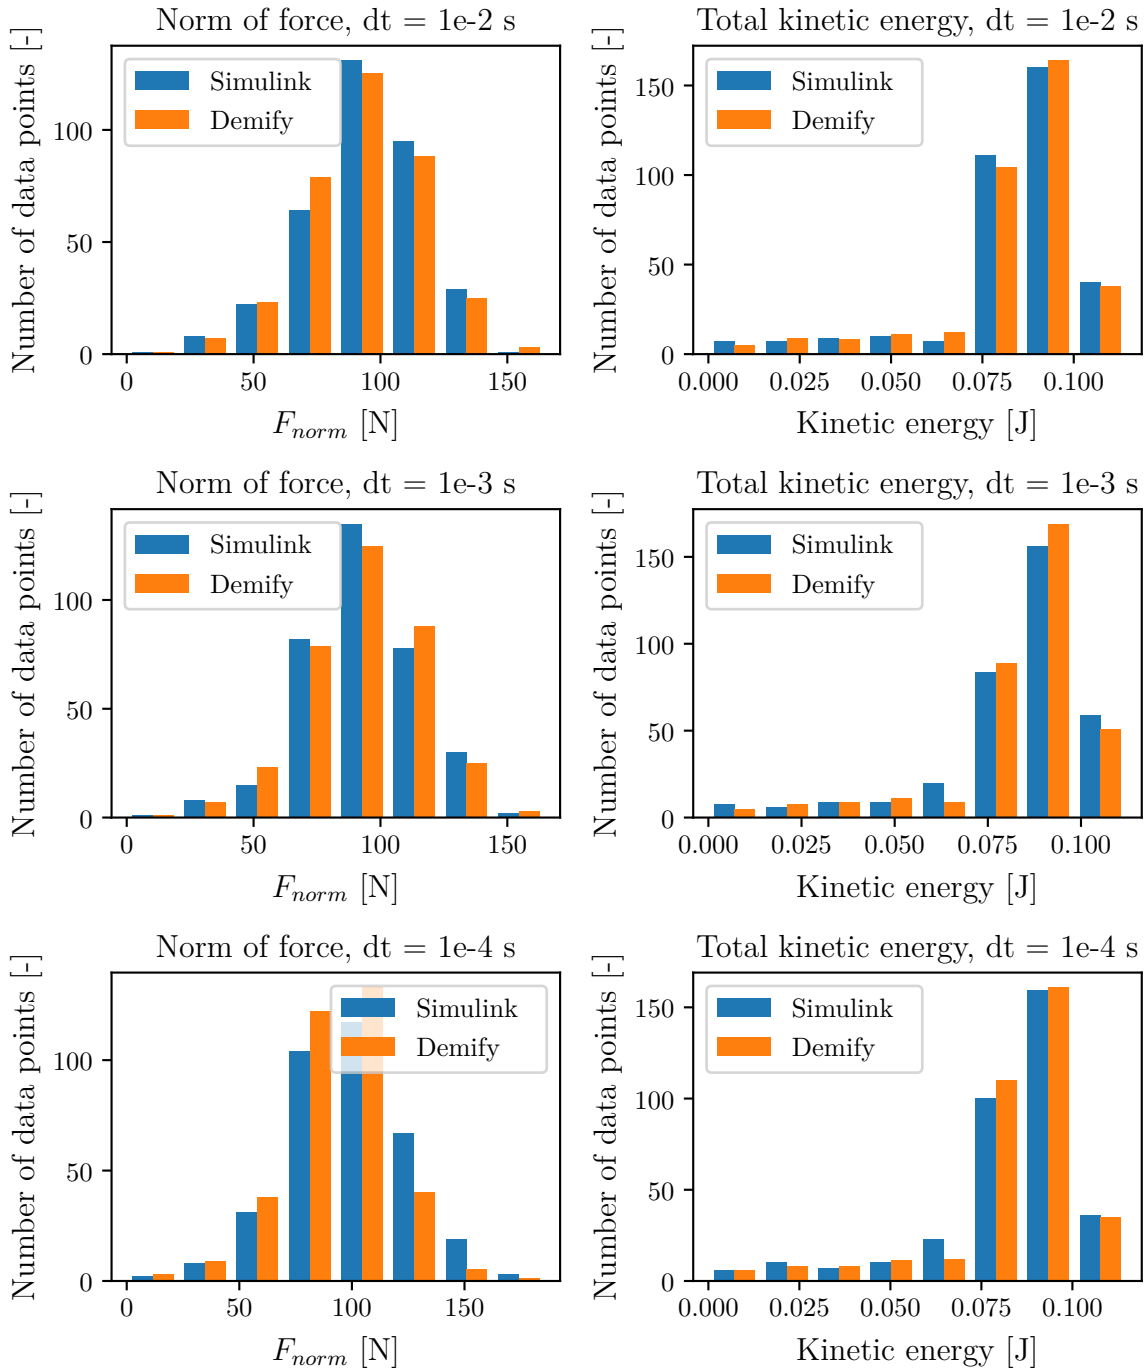 Norm of force, dt = 1e-2 s
Number of data points [-]
100
50
0
Simulink
Demify
0 50 100 150
F_norm [N]
Total kinetic energy, dt = 1e-2 s
Number of data points [-]
150
100
50
0
Simulink
Demify
0.000 0.025 0.050 0.075 0.100
Kinetic energy [J]
Norm of force, dt = 1e-3 s
Number of data points [-]
100
50
0
Simulink
Demify
0 50 100 150
F_norm [N]
Total kinetic energy, dt = 1e-3 s
Number of data points [-]
150
100
50
0
Simulink
Demify
0.000 0.025 0.050 0.075 0.100
Kinetic energy [J]
Norm of force, dt = 1e-4 s
Number of data points [-]
100
50
0
Simulink
Demify
0 50 100 150
F_norm [N]
Total kinetic energy, dt = 1e-4 s
Number of data points [-]
150
100
50
0
Simulink
Demify
0.000 0.025 0.050 0.075 0.100
Kinetic energy [J]